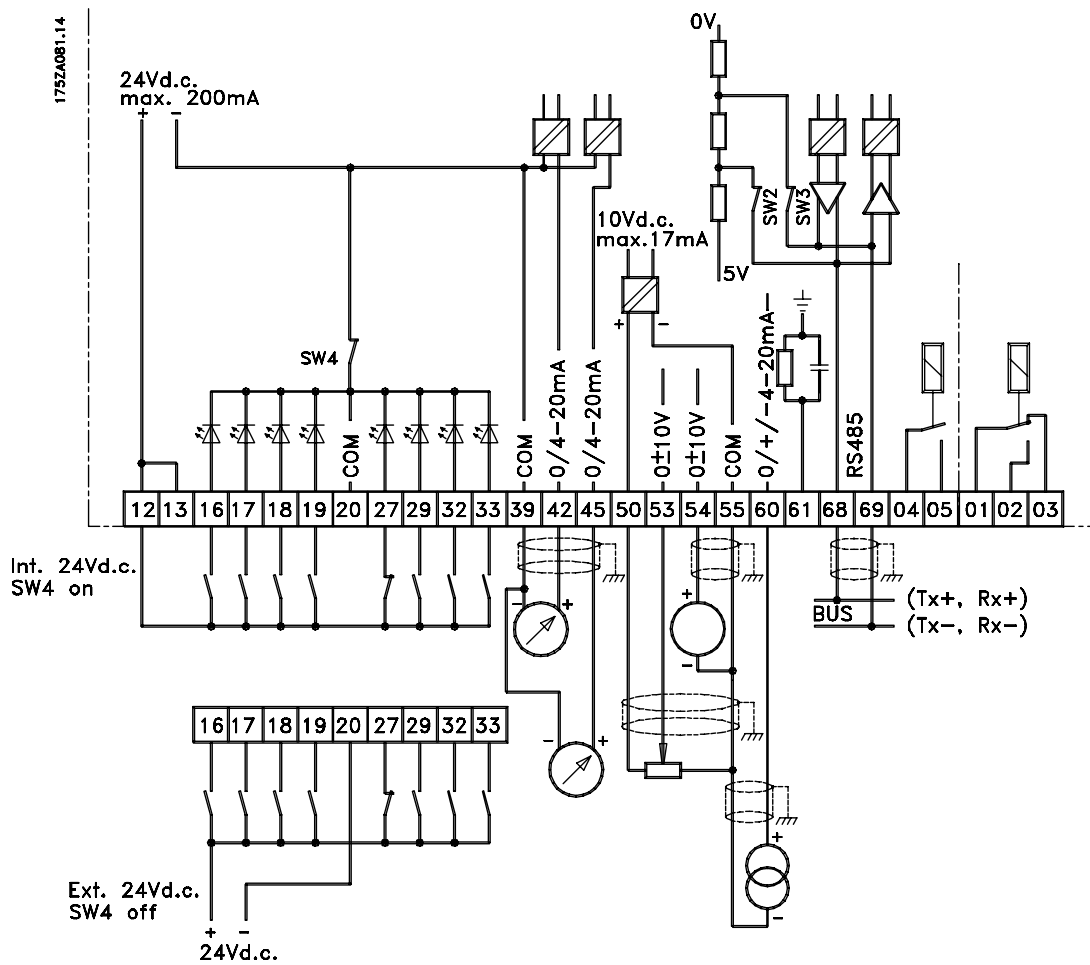 175ZA081.14
0V
24Vd.c.
max. 200mA
+ -
SW2
SW3
10Vd.c.
max.17mA
5V
+ -
SW4
COM
COM
0/4-20mA
0/4-20mA
0±10V
0±10V
COM
0/+/-4-20mA
RS485
12 13 16 17 18 19 20 27 29 32 33 39 42 45 50 53 54 55 60 61 68 69 04 05 01 02 03
Int. 24Vd.c.
SW4 on
- +
+
-
BUS
(Tx+, Rx+)
(Tx-, Rx-)
16 17 18 19 20 27 29 32 33
- +
+
-
Ext. 24Vd.c.
SW4 off
+ -
24Vd.c.